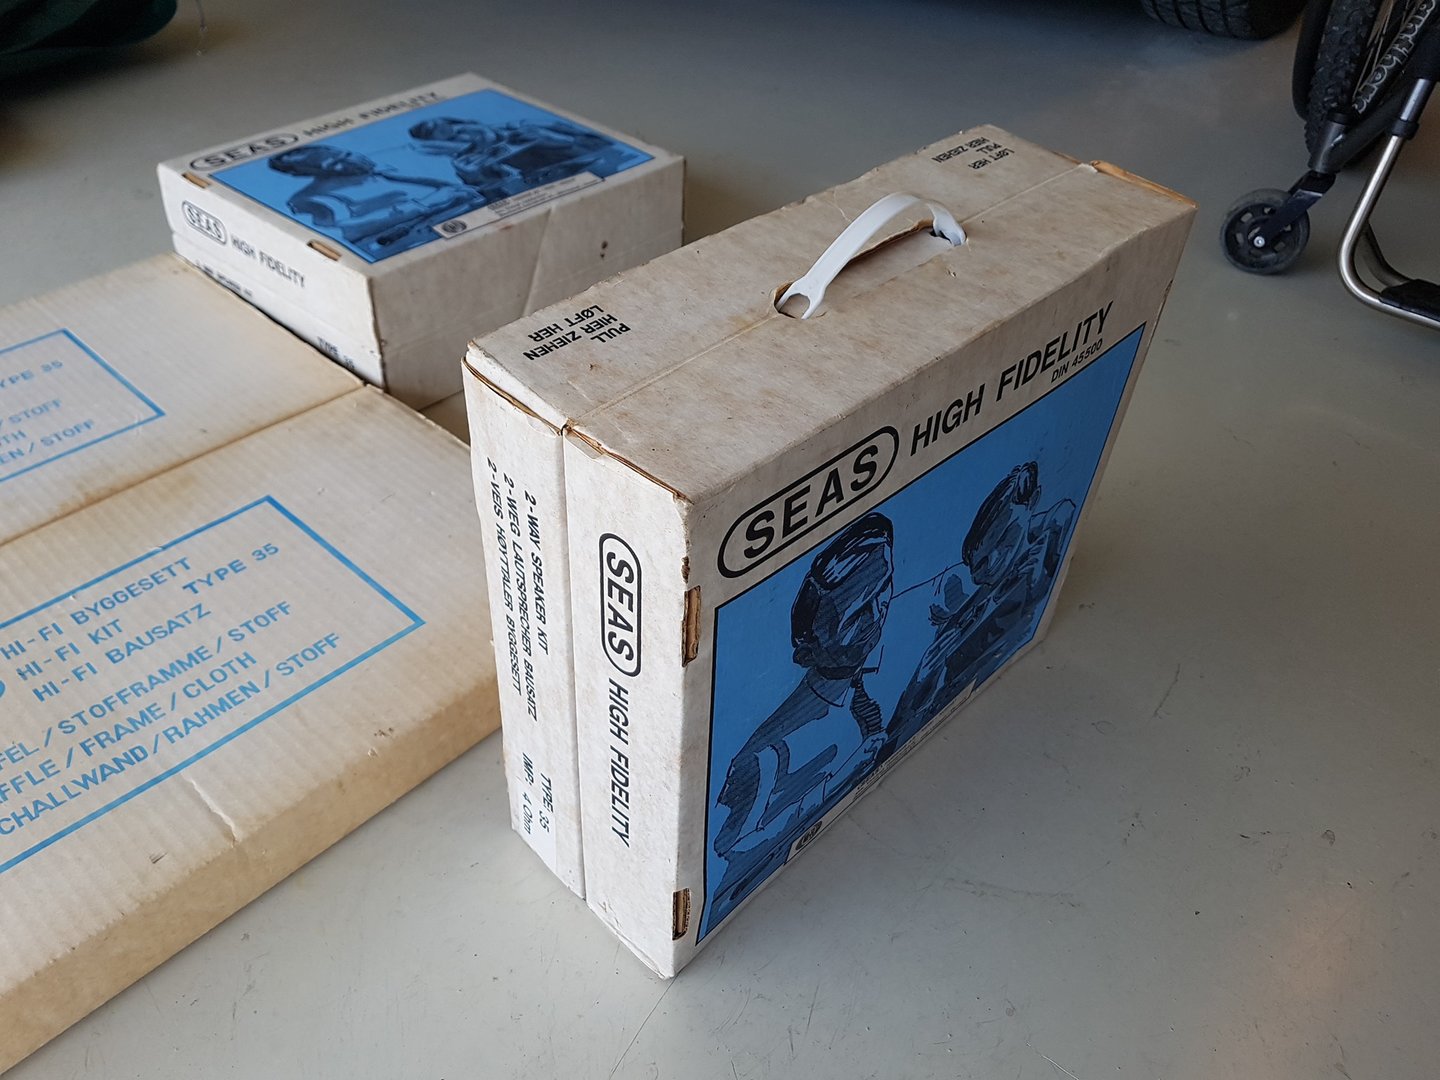 SEAS HIGH FIDELITY
SEAS HIGH FIDELITY
TYPE 35
TYPE 35
/ STOFF
EN / STOFF
HI-FI BYGGESETT
HI-FI KIT TYPE 35
HI-FI BAUSATZ
/ STOFFRAMME / STOFF
/ FRAME / CLOTH
/ RAHMEN / STOFF
PULL
HIER ZIEHEN
LØFT HER
LØFT HER
PULL
HIER ZIEHEN
2-WAY SPEAKER KIT TYPE 35
2-WEG LAUTSPRECHER BAUSATZ IMP: 4 Ohm
2-VEIS HØYTTALER BYGGESETT
SEAS HIGH FIDELITY
SEAS HIGH FIDELITY
DIN 45500